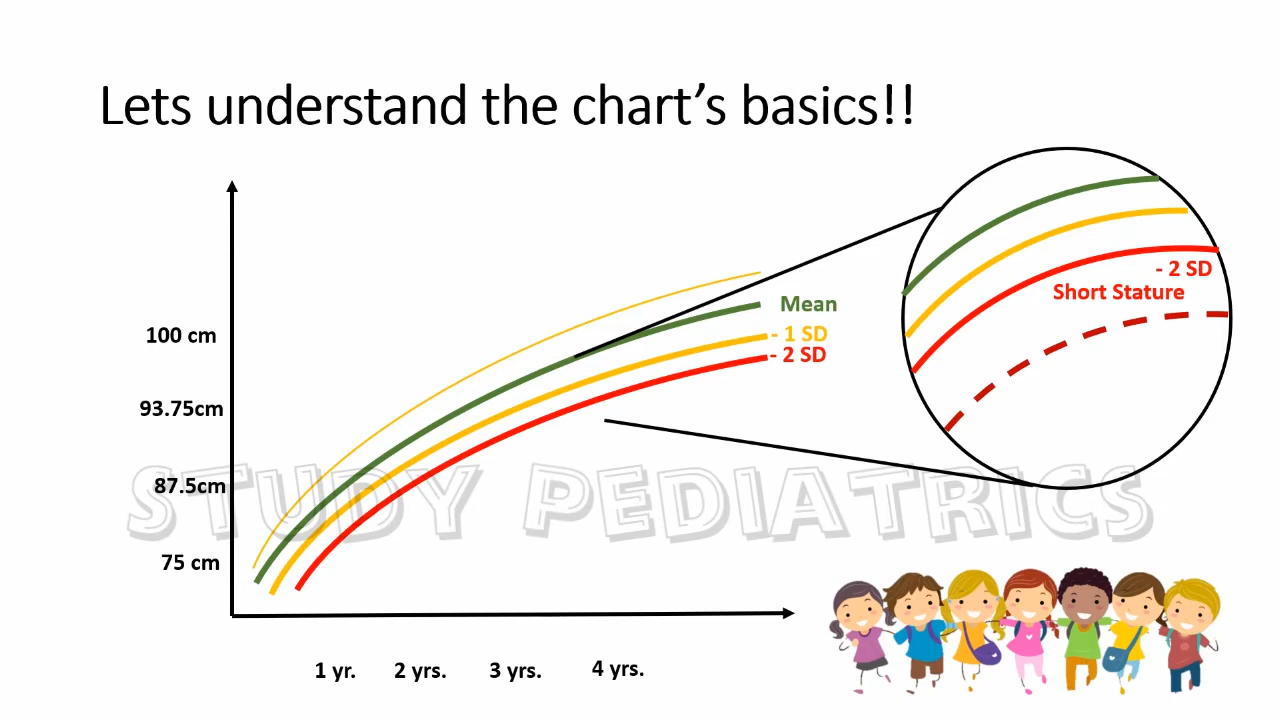 Lets understand the chart’s basics!!
Mean
- 1 SD
- 2 SD
- 2 SD
Short Stature
100 cm
93.75cm
87.5cm
75 cm
STUDY PEDIATRICS
1 yr. 2 yrs. 3 yrs. 4 yrs.